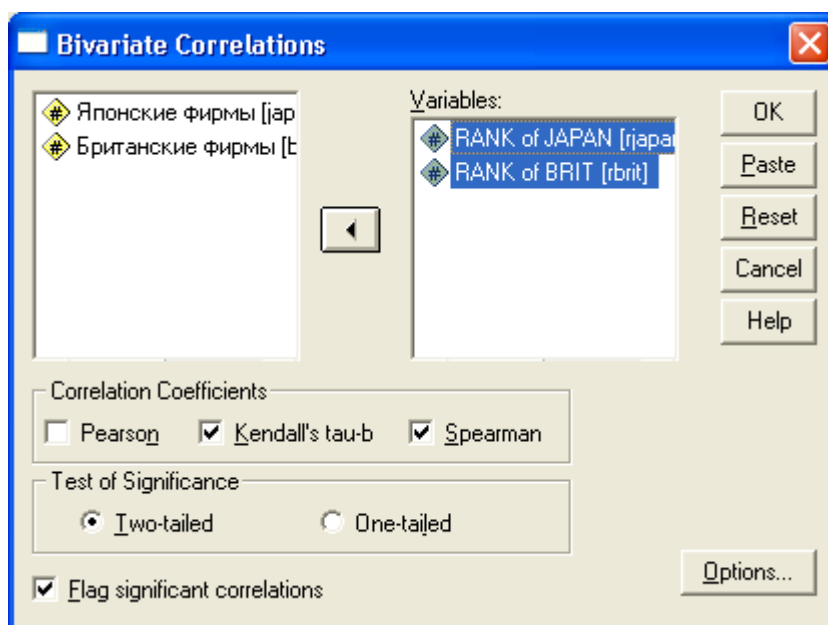 Bivariate Correlations
Японские фирмы [jap
Британские фирмы [b
Variables:
RANK of JAPAN [rjapan
RANK of BRIT [rbrit]
OK
Paste
Reset
Cancel
Help
Correlation Coefficients
Pearson Kendall's tau-b Spearman
Test of Significance
Two-tailed One-tailed
Flag significant correlations
Options...